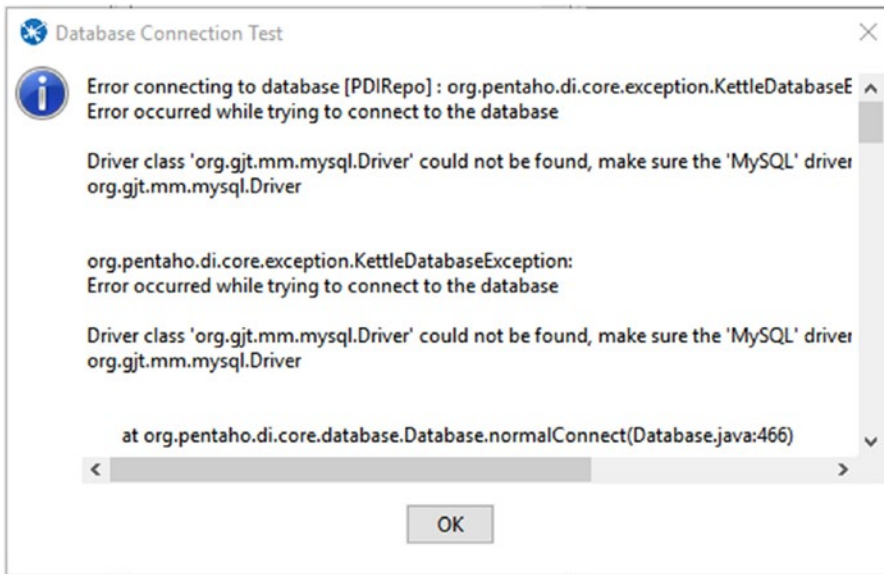 Database Connection Test
Error connecting to database [PDIRepo] : org.pentaho.di.core.exception.KettleDatabaseE
Error occurred while trying to connect to the database
Driver class 'org.gjt.mm.mysql.Driver' could not be found, make sure the 'MySQL' driver
org.gjt.mm.mysql.Driver
org.pentaho.di.core.exception.KettleDatabaseException:
Error occurred while trying to connect to the database
Driver class 'org.gjt.mm.mysql.Driver' could not be found, make sure the 'MySQL' driver
org.gjt.mm.mysql.Driver
at org.pentaho.di.core.database.Database.normalConnect(Database.java:466)
OK